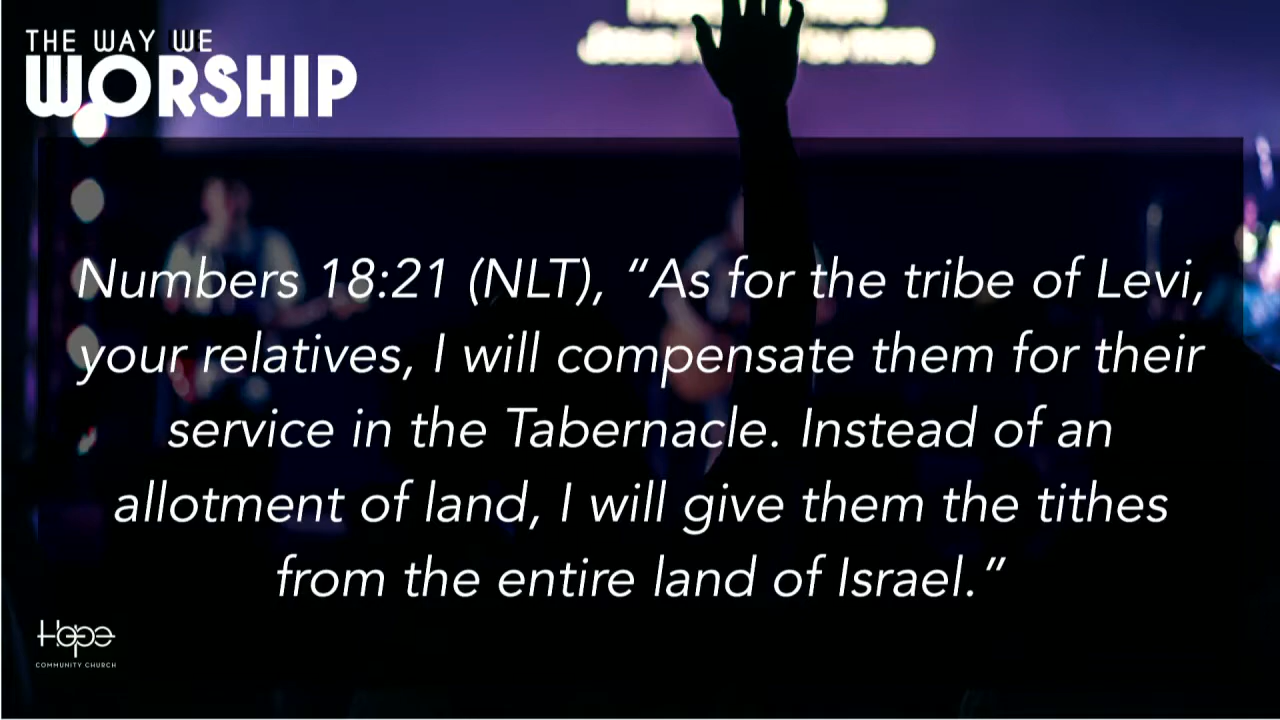 Jesus
more
THE WAY WE
WORSHIP
Numbers 18:21 (NLT), “As for the tribe of Levi,
your relatives, I will compensate them for their
service in the Tabernacle. Instead of an
allotment of land, I will give them the tithes
from the entire land of Israel.”
Hope
COMMUNITY CHURCH